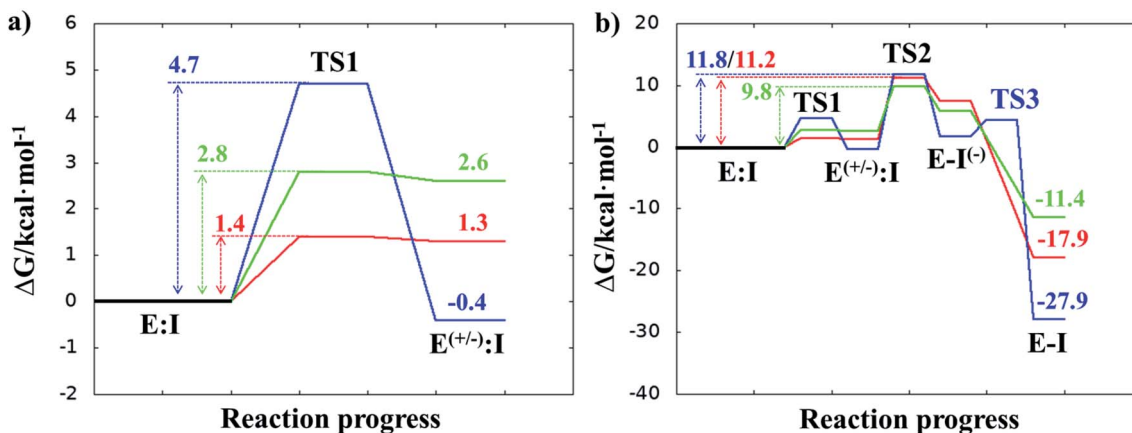 a)
6
5
4
3
2
1
0
-1
-2
ΔG/kcal·mol⁻¹
4.7
TS1
2.8
2.6
1.4
1.3
-0.4
E:I
E⁽⁺/⁻⁾:I
Reaction progress
b)
20
10
0
-10
-20
-30
-40
ΔG/kcal·mol⁻¹
11.8/11.2
TS2
9.8
TS1
TS3
E:I
E⁽⁺/⁻⁾:I
E-I⁽⁻⁾
-11.4
-17.9
-27.9
E-I
Reaction progress